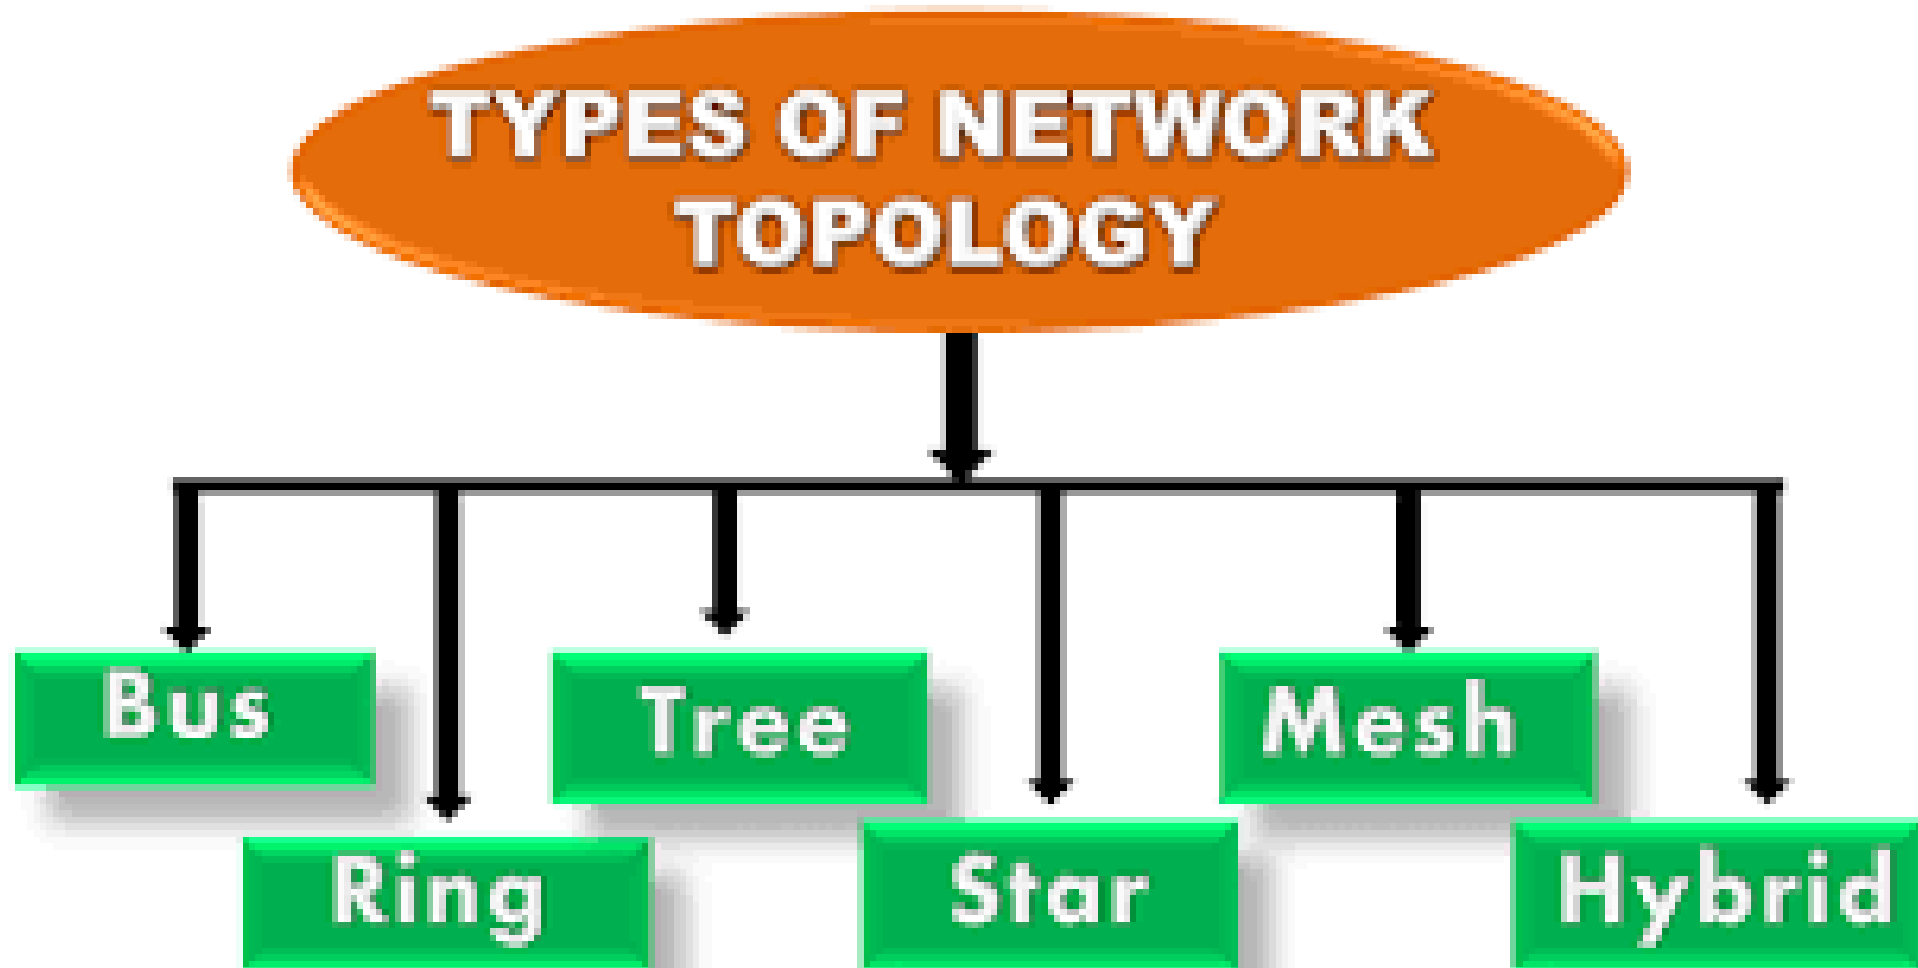 TYPES OF NETWORK
TOPOLOGY
Bus
Ring
Tree
Star
Mesh
Hybrid